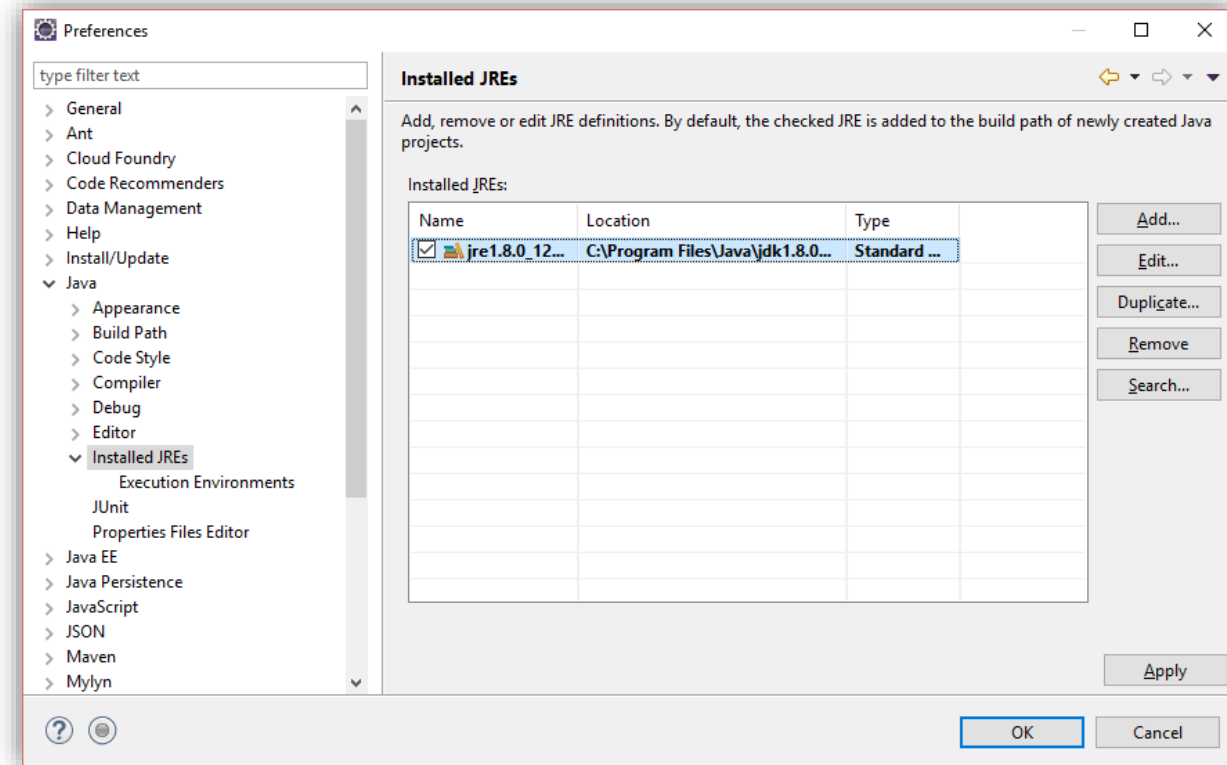 Preferences
type filter text
General
Ant
Cloud Foundry
Code Recommenders
Data Management
Help
Install/Update
Java
Appearance
Build Path
Code Style
Compiler
Debug
Editor
Installed JREs
Execution Environments
JUnit
Properties Files Editor
Java EE
Java Persistence
JavaScript
JSON
Maven
Mylyn
Installed JREs
Add, remove or edit JRE definitions. By default, the checked JRE is added to the build path of newly created Java
projects.
Installed JREs:
Name Location Type
jre1.8.0_12... C:\Program Files\Java\jdk1.8.0... Standard ...
Add...
Edit...
Duplicate...
Remove
Search...
Apply
?
OK Cancel